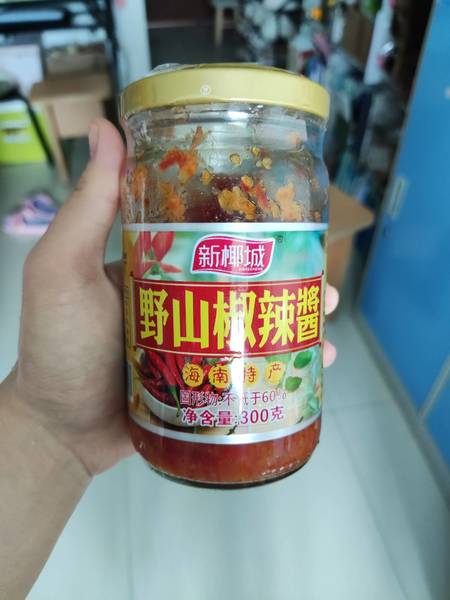 新椰城
野山椒辣醬
海南特产
固形物·不低于60%
净含量:300克